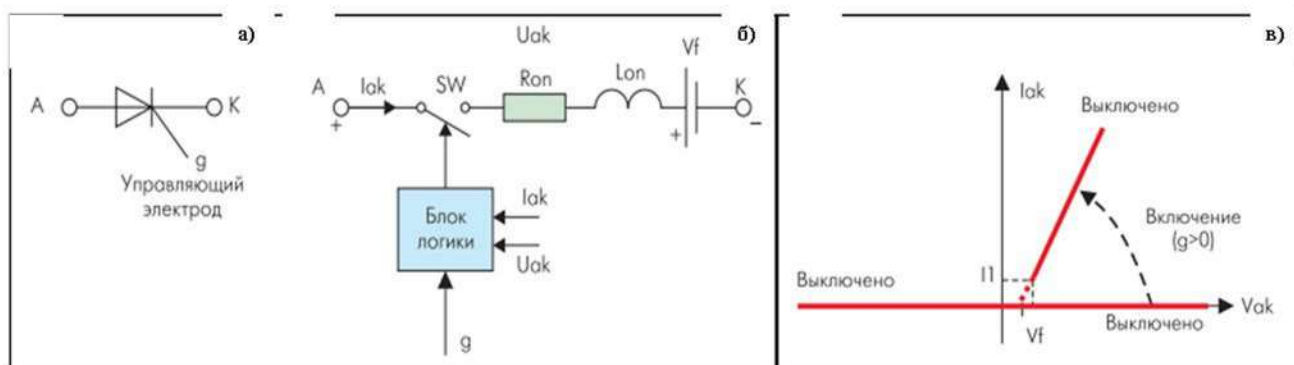 а)
A
K
g
Управляющий
электрод
б)
Uak
A
Iak
SW
Ron
Lon
Vf
K
+
+
-
Блок
логики
Iak
Uak
g
в)
Iak
Выключено
Включение
(g>0)
I1
Выключено
Vf
Выключено
Vak